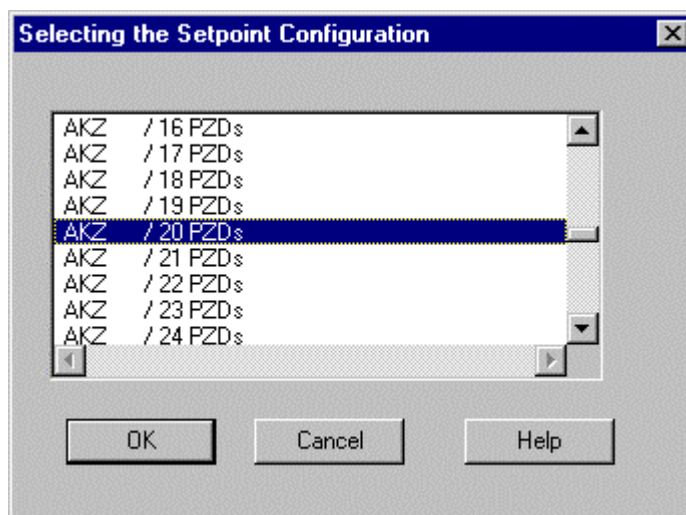 Selecting the Setpoint Configuration
AKZ / 16 PZDs
AKZ / 17 PZDs
AKZ / 18 PZDs
AKZ / 19 PZDs
AKZ / 20 PZDs
AKZ / 21 PZDs
AKZ / 22 PZDs
AKZ / 23 PZDs
AKZ / 24 PZDs
OK Cancel Help